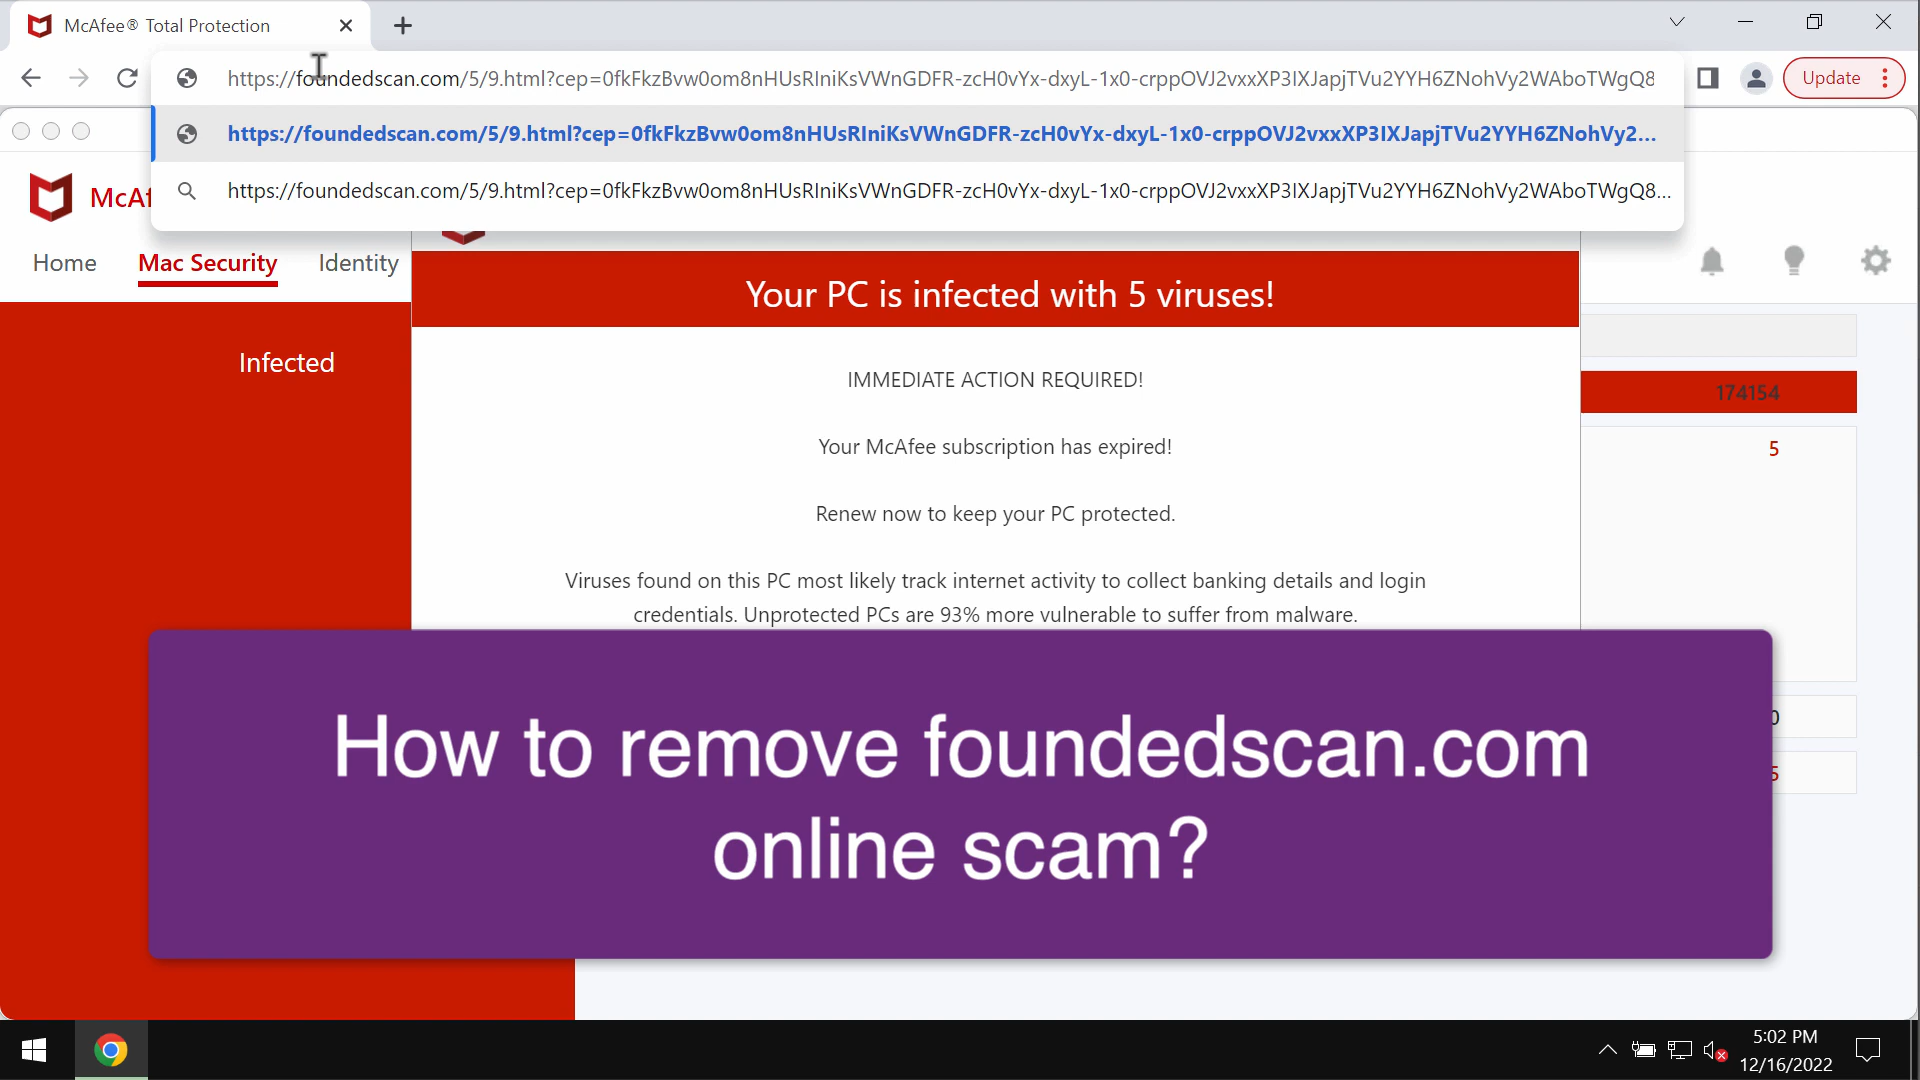 McAfee® Total Protection
https://foundedscan.com/5/9.html?cep=0fkFkzBvw0om8nHUsRIniKsVWnGDFR-zcH0vYx-dxyL-1x0-crppOVJ2vxxXP3IXJapjTVu2YYH6ZNohVy2WAboTWgQ8
Update
https://foundedscan.com/5/9.html?cep=0fkFkzBvw0om8nHUsRIniKsVWnGDFR-zcH0vYx-dxyL-1x0-crppOVJ2vxxXP3IXJapjTVu2YYH6ZNohVy2...
https://foundedscan.com/5/9.html?cep=0fkFkzBvw0om8nHUsRIniKsVWnGDFR-zcH0vYx-dxyL-1x0-crppOVJ2vxxXP3IXJapjTVu2YYH6ZNohVy2WAboTWgQ8...
McAf
Home Mac Security Identity
Your PC is infected with 5 viruses!
Infected
IMMEDIATE ACTION REQUIRED!
174154
Your McAfee subscription has expired!
5
Renew now to keep your PC protected.
Viruses found on this PC most likely track internet activity to collect banking details and login
credentials. Unprotected PCs are 93% more vulnerable to suffer from malware.
0
5
How to remove foundedscan.com
online scam?
5:02 PM
12/16/2022